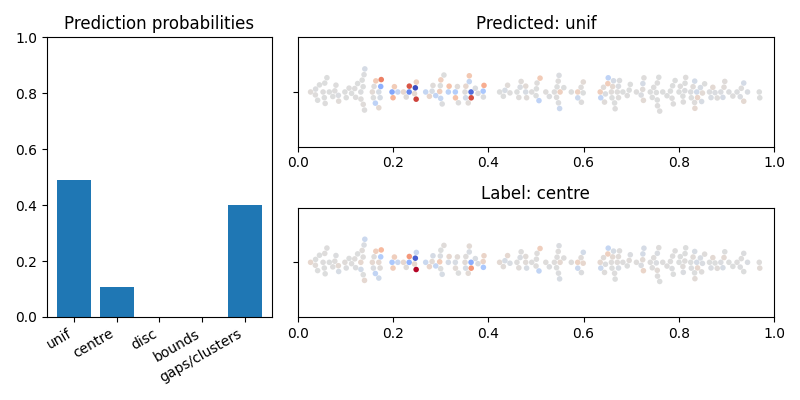 Prediction probabilities
1.0
0.8
0.6
0.4
0.2
0.0
unif
centre
disc
bounds
gaps/clusters
Predicted: unif
0.0 0.2 0.4 0.6 0.8 1.0
Label: centre
0.0 0.2 0.4 0.6 0.8 1.0